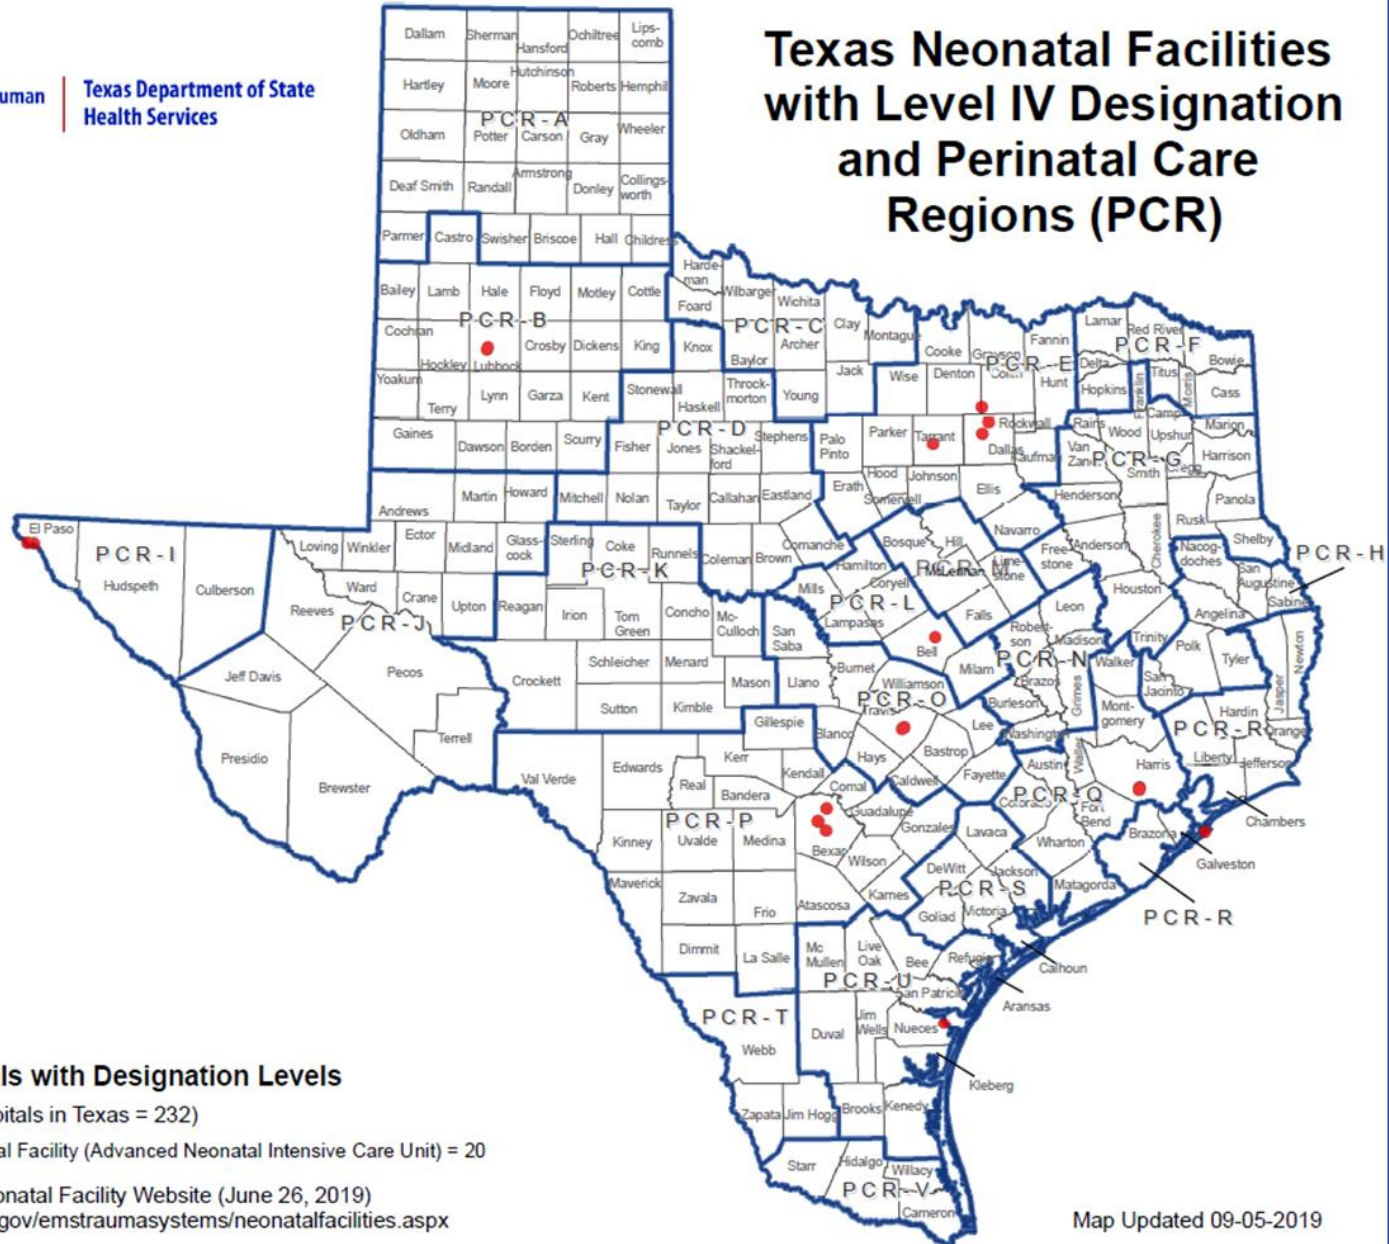 Texas Neonatal Facilities
with Level IV Designation
and Perinatal Care
Regions (PCR)
uman
Texas Department of State
Health Services
Dallam Sherman Hansford Ochiltree Lips-
comb
Hartley Moore Hutchinson Roberts Hemphill
PCR-A
Oldham Potter Carson Gray Wheeler
Deaf Smith Randall Armstrong Donley Collings-
worth
Parmer Castro Swisher Briscoe Hall Childress
Harde-
man
Bailey Lamb Hale Floyd Motley Cottle Foard Wilbarger Wichita
PCR-B
PCR-C
Cochran Hockley Lubbock Crosby Dickens King Knox Baylor Archer Clay Montague Cooke Grayson Fannin Lamar Red River
PCR-E
PCR-F
Yoakum Terry Lynn Garza Kent Stonewall Haskell Throck-
morton Young Jack Wise Denton Collin Hunt Delta Hopkins Franklin Titus Morris Bowie Cass
PCR-D
Gaines Dawson Borden Scurry Fisher Jones Shackel-
ford Stephens Palo
Pinto Parker Tarrant Dallas Rockwall Kaufman Rains Van
Zandt Wood Camp Upshur Marion Harrison
PCR-G
Smith Gregg
Andrews Martin Howard Mitchell Nolan Taylor Callahan Eastland Erath Hood Somervell Johnson Ellis Henderson Rusk Panola
El Paso Hudspeth Culberson
PCR-I
Loving Winkler Ector Midland Glass-
cock Sterling Coke Runnels Coleman Brown Comanche Hamilton Bosque Hill Navarro Free-
stone Anderson Cherokee Nacog-
doches Shelby San
Augustine Sabine
PCR-H
PCR-K
PCR-M
McLennan Lime-
stone
Ward Crane Upton Reagan Irion Tom
Green Concho Mc-
Culloch San
Saba Mills Lampasas Coryell Falls Leon Houston Angelina
PCR-L
Reeves
PCR-J
Bell Robert-
son Madison Trinity Polk Tyler Newton
PCR-N
Jeff Davis Pecos Crockett Schleicher Menard Mason Llano Burnet Williamson Milam Brazos Grimes Walker San
Jacinto Jasper
Sutton Kimble
PCR-O
Travis Burleson Mont-
gomery Hardin
PCR-R
Orange
Presidio Brewster Terrell Val Verde Edwards Kerr Gillespie Blanco Hays Bastrop Lee Washington Waller Harris Liberty Jefferson
Real Bandera Kendall Comal Caldwell Fayette Austin
PCR-Q
Colorado Fort
Bend Chambers
PCR-P
Kinney Uvalde Medina Bexar Guadalupe Gonzales Lavaca Wharton Brazoria Galveston
Wilson DeWitt Jackson Matagorda
PCR-S
PCR-R
Maverick Zavala Frio Atascosa Karnes Goliad Victoria
Dimmit La Salle Mc
Mullen Live
Oak Bee Refugio Calhoun
PCR-U
San Patricio Aransas
PCR-T
Webb Duval Jim
Wells Nueces
Kleberg
Zapata Jim Hogg Brooks Kenedy
Starr Hidalgo Willacy
PCR-V
Cameron
ls with Designation Levels
pitals in Texas = 232)
al Facility (Advanced Neonatal Intensive Care Unit) = 20
onatal Facility Website (June 26, 2019)
gov/emstraumasystems/neonatalfacilities.aspx
Map Updated 09-05-2019